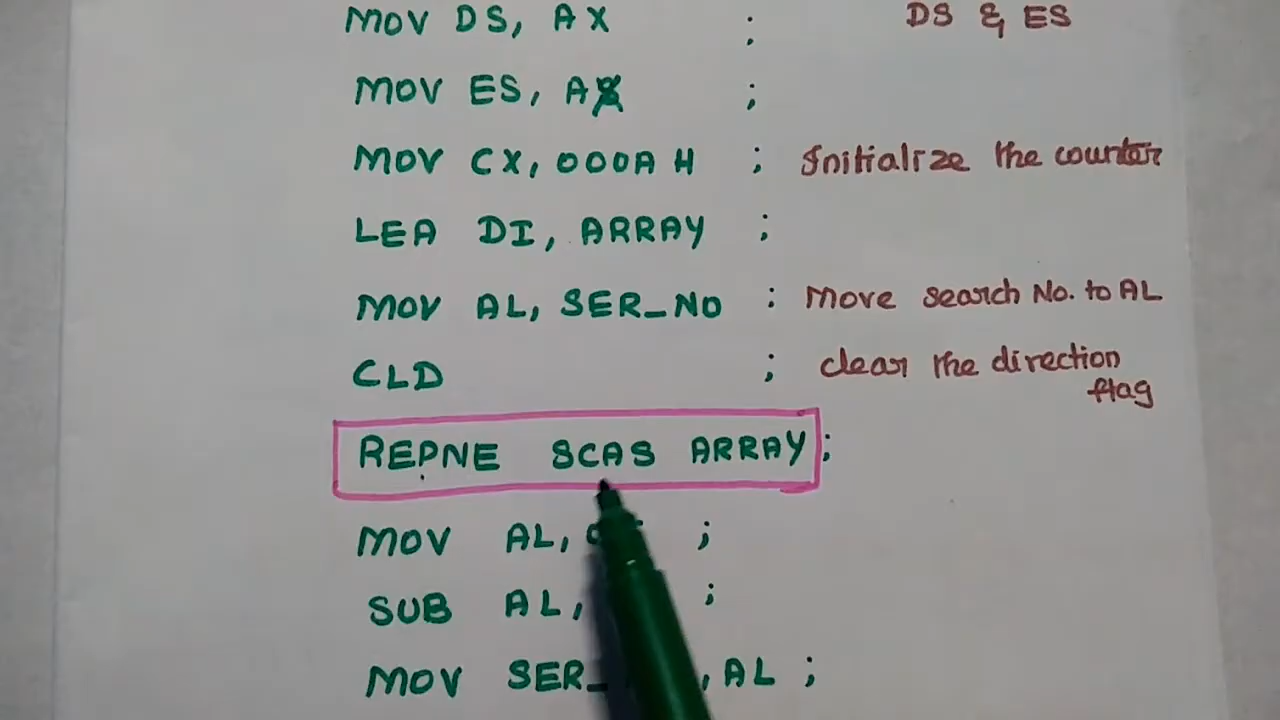 MOV DS, AX ; DS & ES
MOV ES, AX ;
MOV CX, 000A H ; Initialize the counter
LEA DI, ARRAY ;
MOV AL, SER_NO : Move search No. to AL
CLD ; clear the direction
flag
REPNE SCAS ARRAY ;
MOV AL, ;
SUB AL, ;
MOV , AL ;